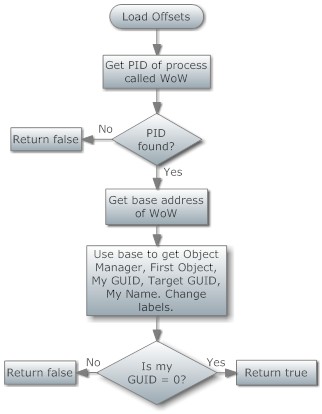 Load Offsets
Get PID of process
called WoW
No
PID
found?
Return false
Yes
Get base address
of WoW
Use base to get Object
Manager, First Object,
My GUID, Target GUID,
My Name. Change
labels.
No
Is my
GUID = 0?
Yes
Return false
Return true